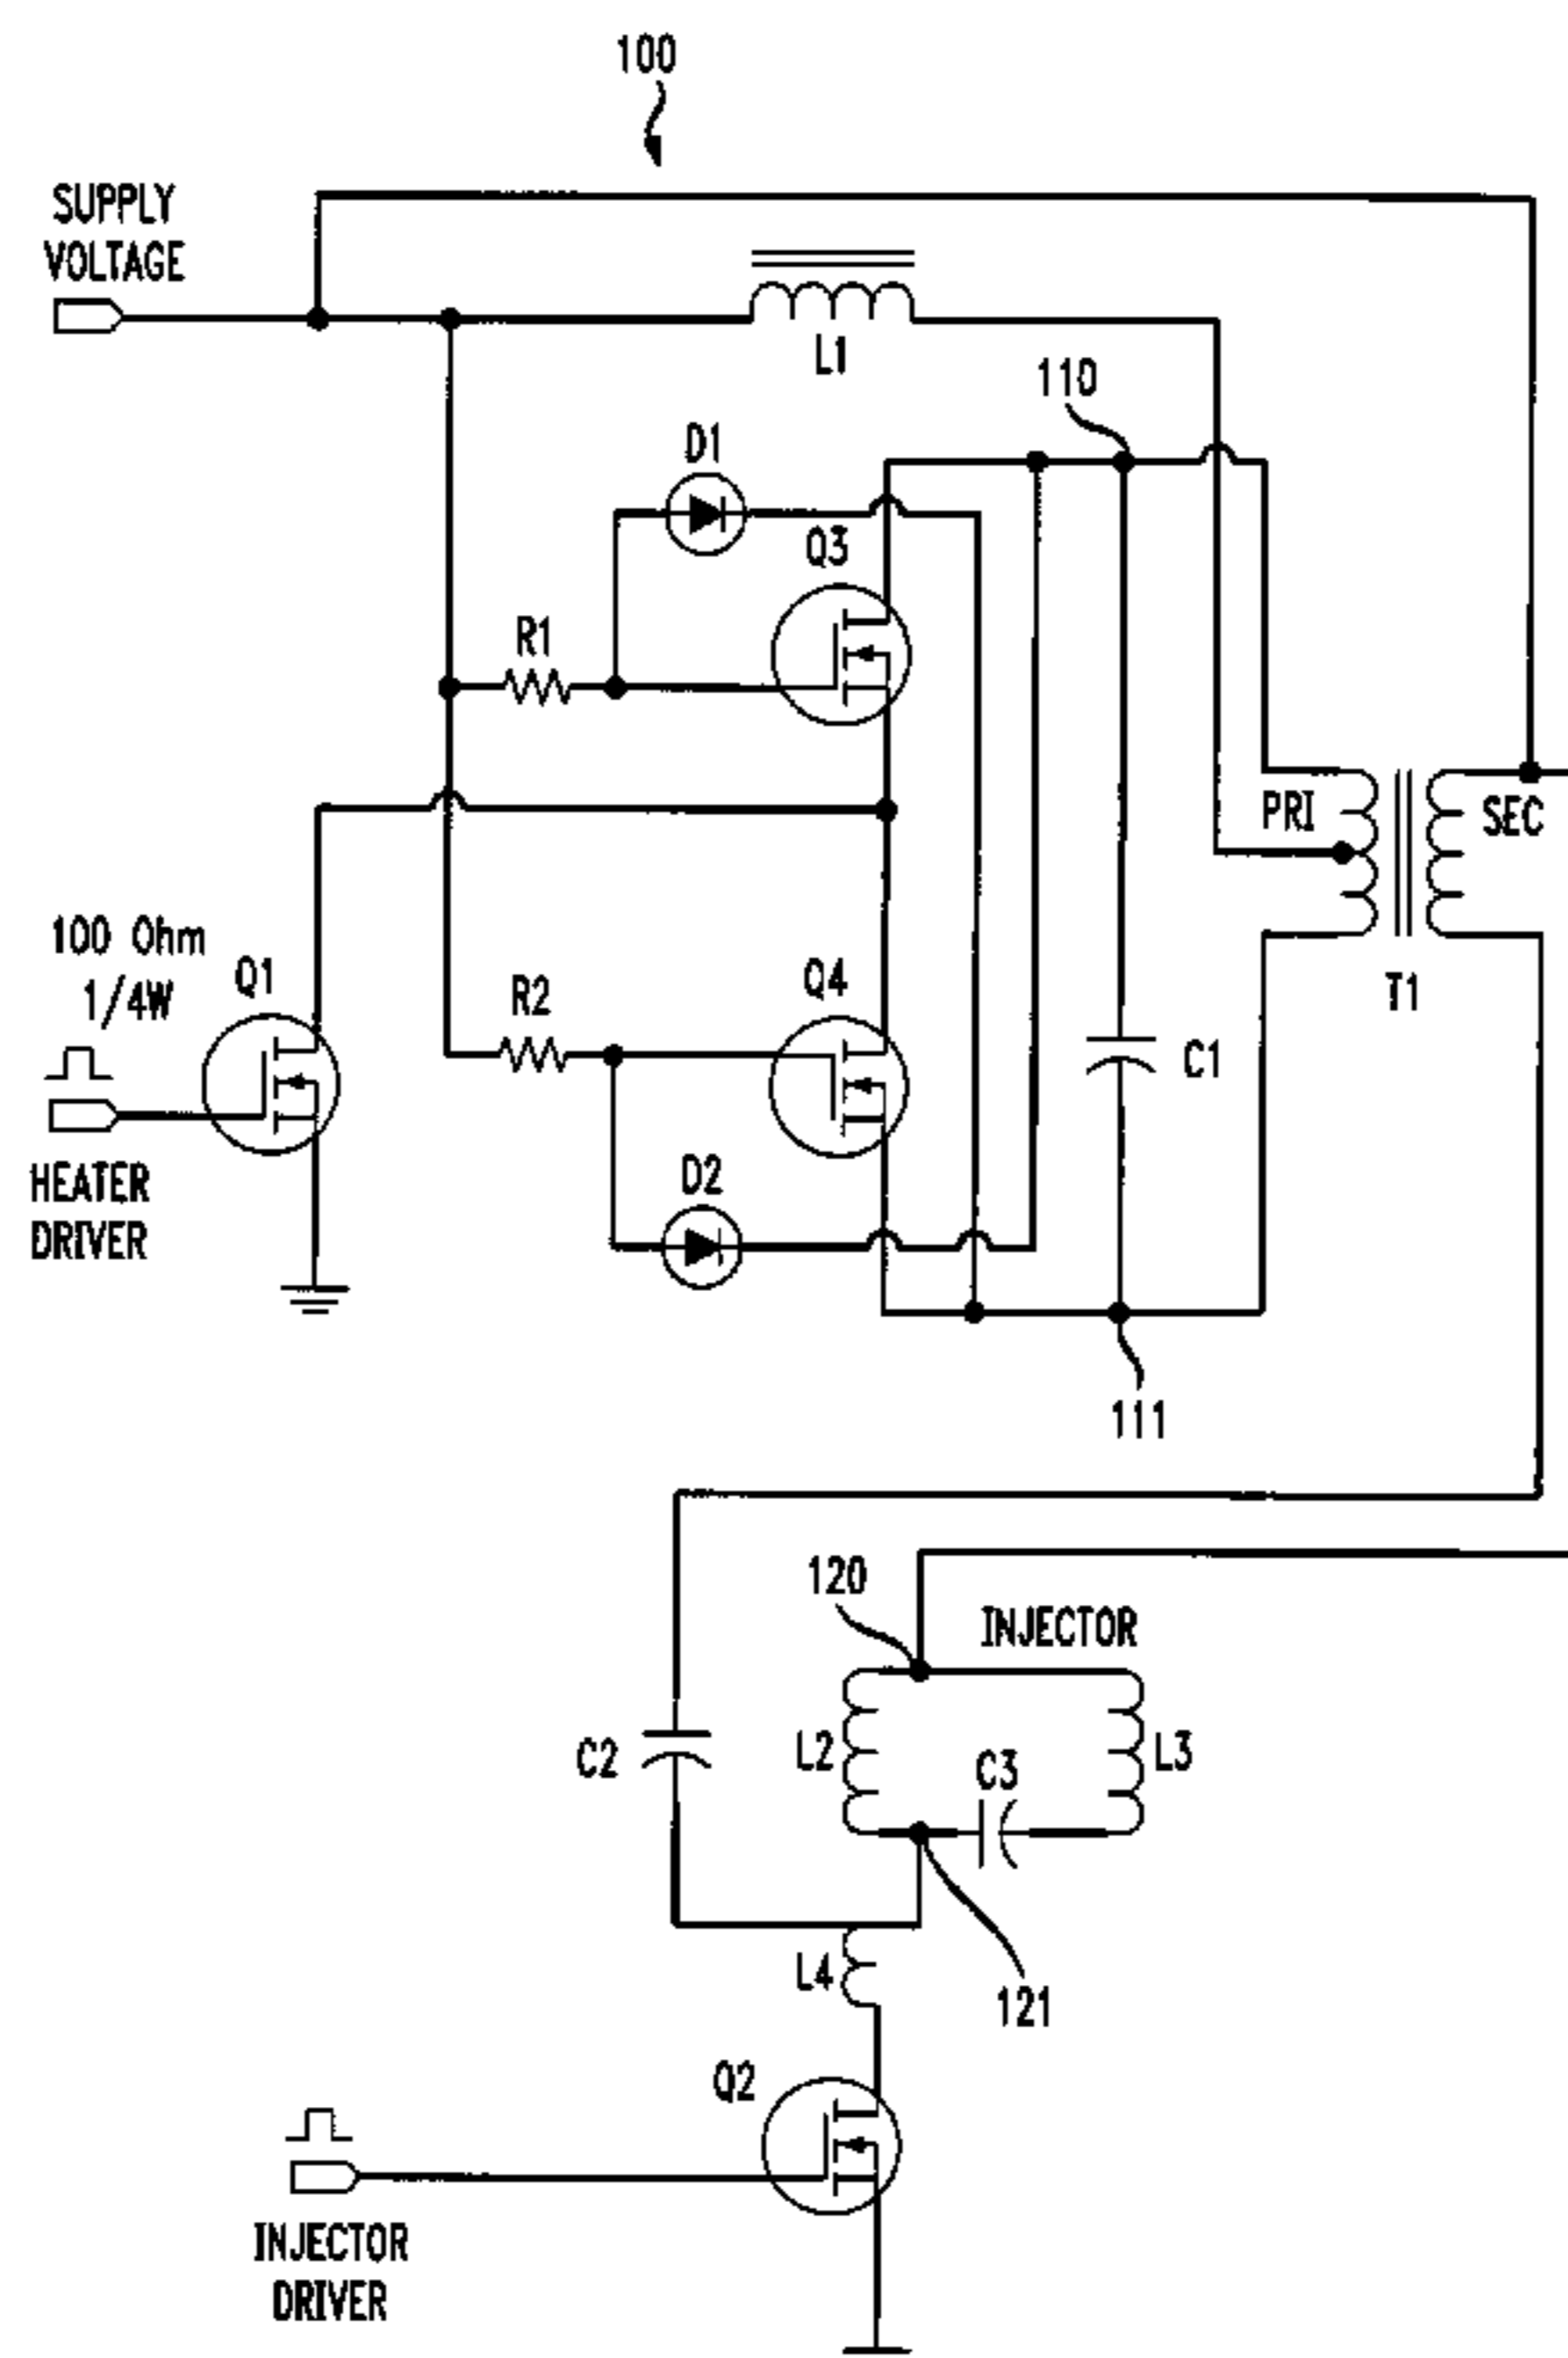 100
SUPPLY
VOLTAGE
L1
110
D1
Q3
R1
PRI
SEC
100 Ohm
1/4W
Q1
R2
Q4
T1
C1
HEATER
DRIVER
D2
111
120
INJECTOR
C2
L2
C3
L3
L4
121
Q2
INJECTOR
DRIVER